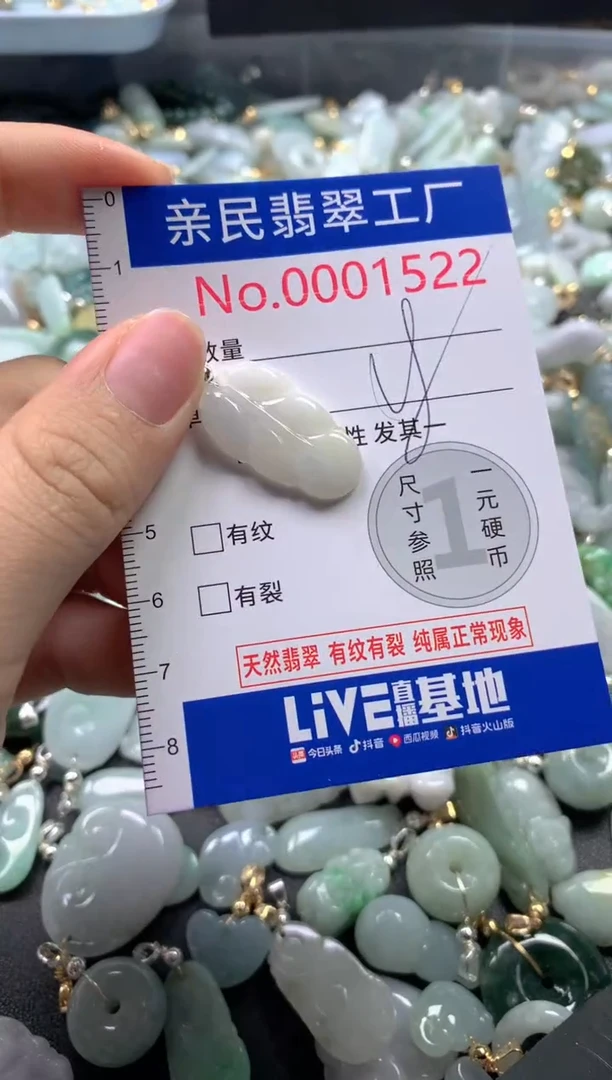 亲民翡翠工厂
No.0001522
0
1
数量
性 发其一
尺寸参照
一元硬币
1
5
有纹
6
有裂
天然翡翠 有纹有裂 纯属正常现象
7
LiVE直播基地
8
头条 今日头条 抖音 西瓜视频 抖音火山版